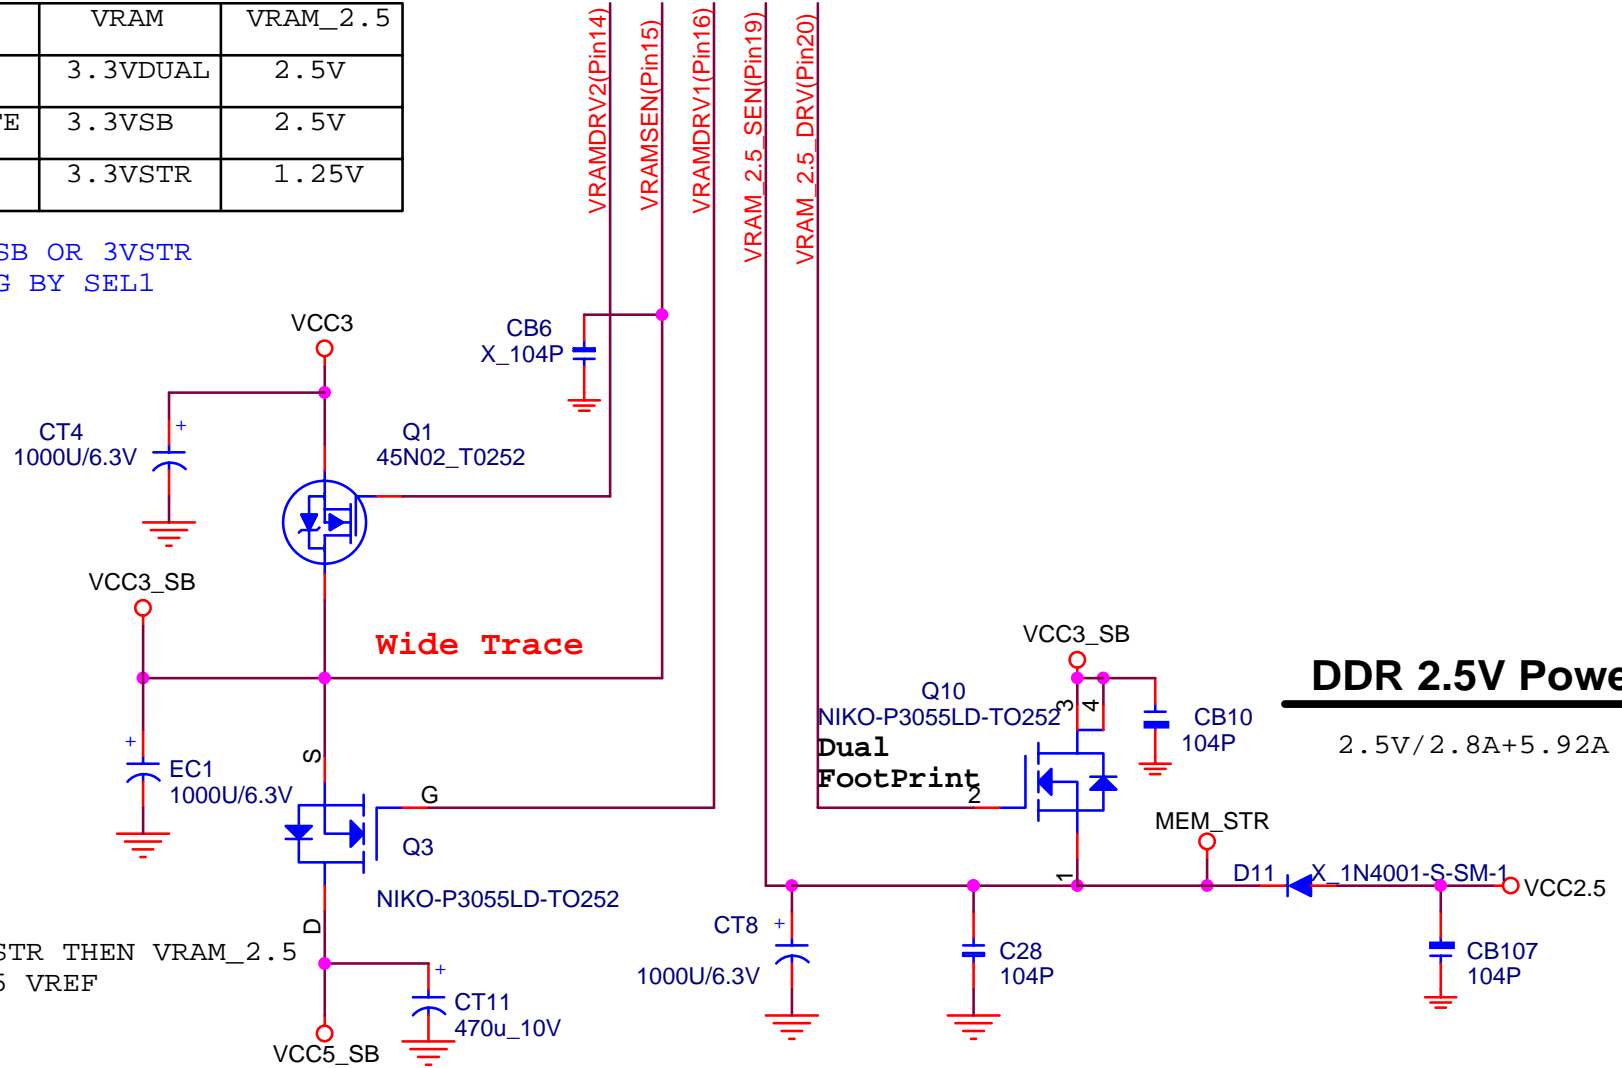 VRAM VRAM_2.5
3.3VDUAL 2.5V
TE 3.3VSB 2.5V
3.3VSTR 1.25V
SB OR 3VSTR
G BY SEL1
VRAMDRV2(Pin14)
VRAMSEN(Pin15)
VRAMDRV1(Pin16)
VRAM_2.5_SEN(Pin19)
VRAM_2.5_DRV(Pin20)
VCC3
CB6
X_104P
CT4
1000U/6.3V
+
Q1
45N02_T0252
VCC3_SB
Wide Trace
+
EC1
1000U/6.3V
S
G
Q3
NIKO-P3055LD-TO252
D
STR THEN VRAM_2.5
5 VREF
+
CT11
470u_10V
VCC5_SB
VCC3_SB
Q10
NIKO-P3055LD-TO252
Dual
FootPrint
3
4
2
1
CB10
104P
DDR 2.5V Powe
2.5V/2.8A+5.92A
MEM_STR
D11
X_1N4001-S-SM-1
VCC2.5
CT8
+
1000U/6.3V
C28
104P
CB107
104P